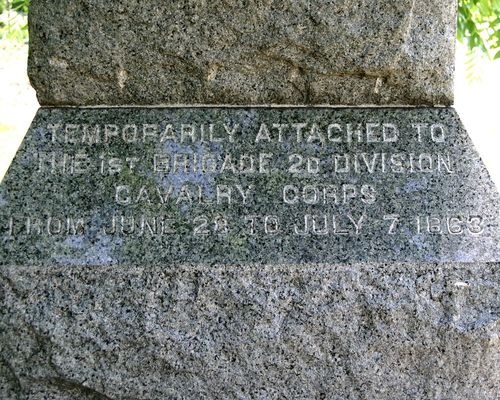 TEMPORARILY ATTACHED TO
THE 1ST BRIGADE 2D DIVISION
CAVALRY CORPS
FROM JUNE 28 TO JULY 7 1863